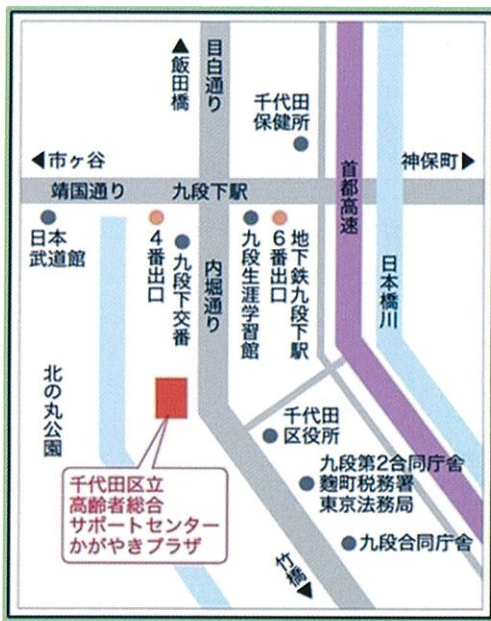 ▲飯田橋
目白通り
千代田
保健所
◀市ヶ谷
神保町▶
靖国通り
九段下駅
首都高速
日本
武道館
4番出口
九段下交番
内堀通り
九段生涯学習館
6番出口
地下鉄九段下駅
日本橋川
北の丸公園
千代田
区役所
千代田区立
高齢者総合
サポートセンター
かがやきプラザ
九段第2合同庁舎
麴町税務署
東京法務局
九段合同庁舎
竹橋▼